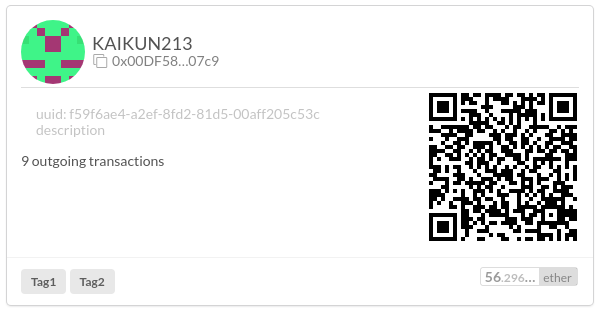 KAIKUN213
0x00DF58...07c9
uuid: f59f6ae4-a2ef-8fd2-81d5-00aff205c53c
description
9 outgoing transactions
Tag1 Tag2 56.296... ether